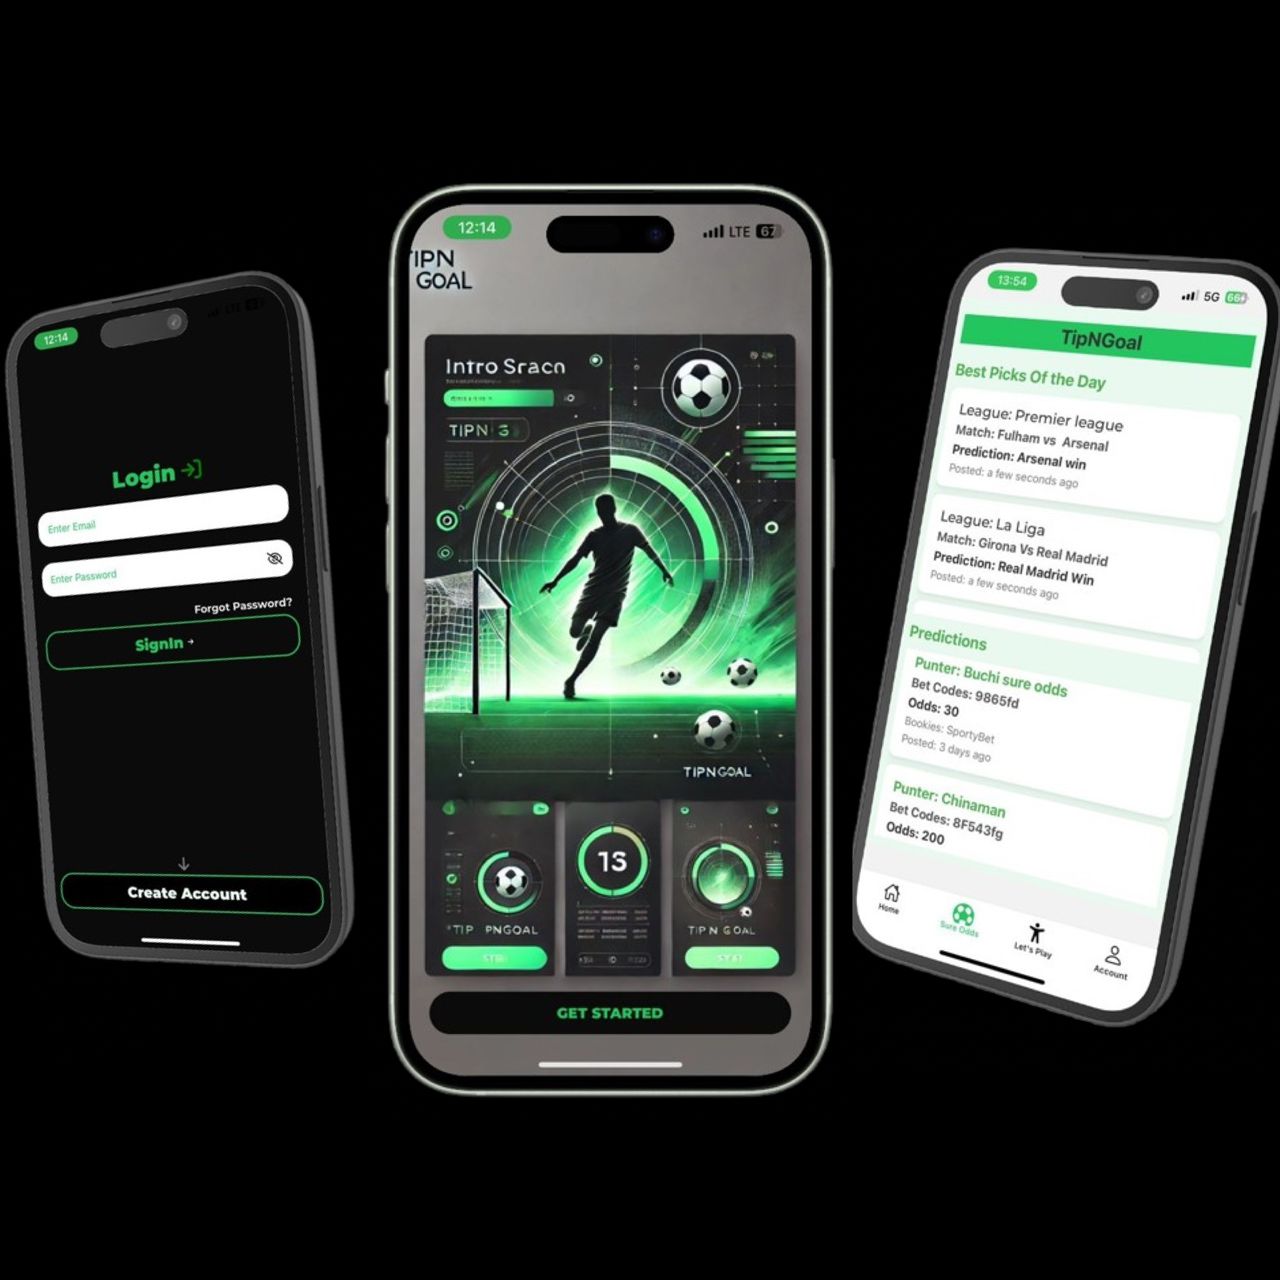 12:14
Login
Enter Email
Enter Password
Forgot Password?
SignIn
Create Account
12:14
LTE 67
TIPN
GOAL
Intro Sracn
TIPN
TIPNGOAL
1S
TIP PNGOAL
TIP N GOAL
GET STARTED
13:54
5G 66
TipNGoal
Best Picks Of the Day
League: Premier league
Match: Fulham vs Arsenal
Prediction: Arsenal win
Posted: a few seconds ago
League: La Liga
Match: Girona Vs Real Madrid
Prediction: Real Madrid Win
Posted: a few seconds ago
Predictions
Punter: Buchi sure odds
Bet Codes: 9865fd
Odds: 30
Bookies: SportyBet
Posted: 3 days ago
Punter: Chinaman
Bet Codes: 8F543fg
Odds: 200
Home
Sure Odds
Let's Play
Account